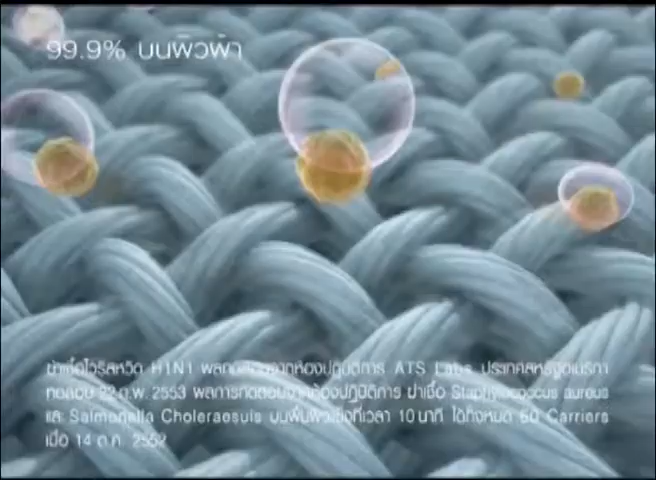 99.9% บนผิวผ้า
ฆ่าเชื้อไวรัสหวัด H1N1 ผลทดสอบจากห้องปฏิบัติการ ATS Labs ประเทศสหรัฐอเมริกา
ทดสอบ 22 ต.พ. 2553 ผลการทดสอบจากห้องปฏิบัติการ ฆ่าเชื้อ Staphylococcus aureus
และ Salmonella Choleraesuis บนพื้นผิวแข็งที่เวลา 10 นาที ได้ทั้งหมด 60 Carriers
เมื่อ 14 ต.ค. 2552